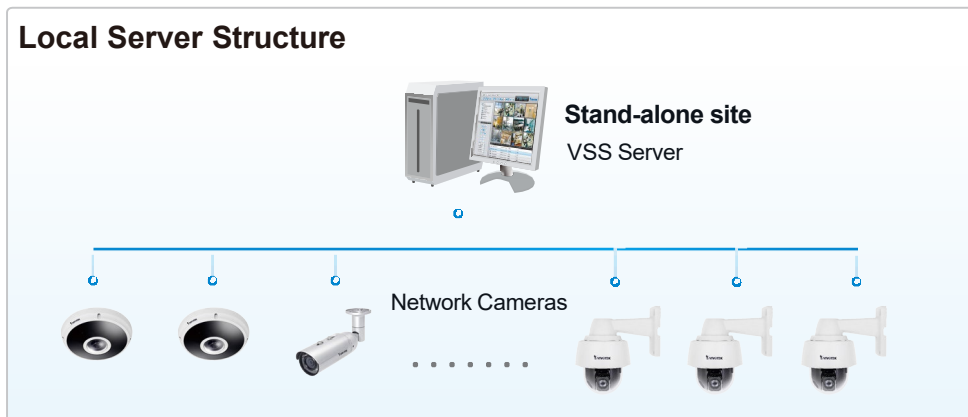 Local Server Structure
Stand-alone site
VSS Server
Network Cameras